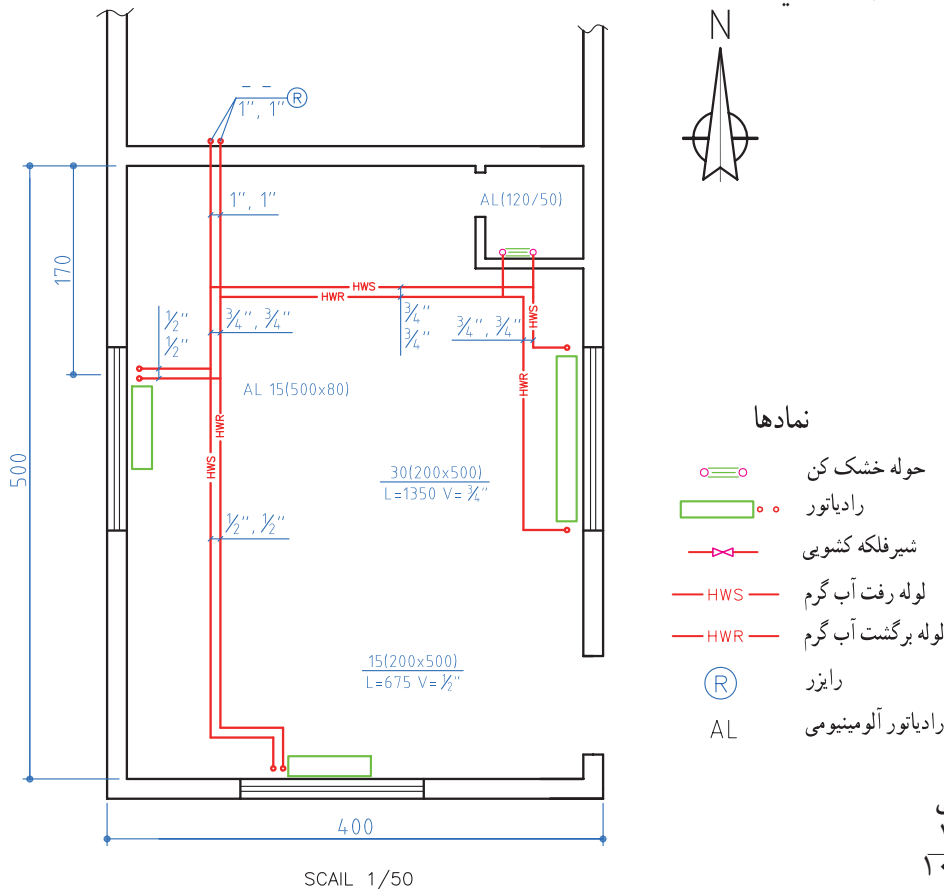 N
1", 1" R
1", 1"
AL(120/50)
170
HWS
HWR
1/2"
1/2"
3/4", 3/4"
3/4"
3/4"
3/4", 3/4"
HWS
HWR
AL 15(500x80)
HWR
HWS
500
30(200x500)
L=1350 V= 3/4"
1/2", 1/2"
15(200x500)
L=675 V= 1/2"
400
SCAIL 1/50
نمادها
حوله خشک کن
رادیاتور
شیرفلکه کشویی
HWS لوله رفت آب گرم
HWR لوله برگشت آب گرم
R رایزر
AL رادیاتور آلومینیومی